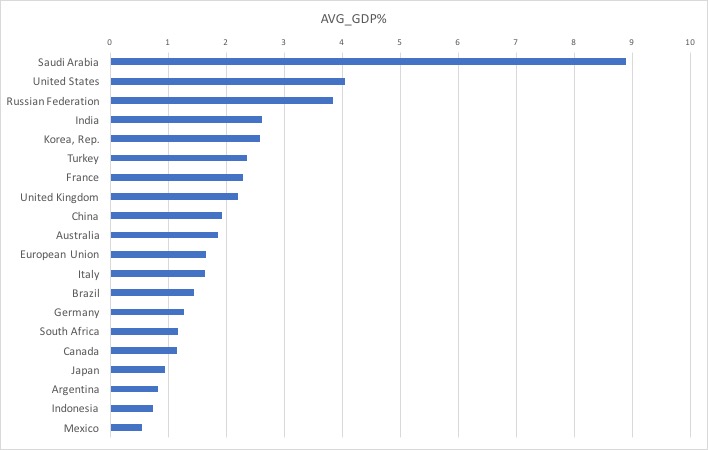 AVG_GDP%
0 1 2 3 4 5 6 7 8 9 10
Saudi Arabia
United States
Russian Federation
India
Korea, Rep.
Turkey
France
United Kingdom
China
Australia
European Union
Italy
Brazil
Germany
South Africa
Canada
Japan
Argentina
Indonesia
Mexico